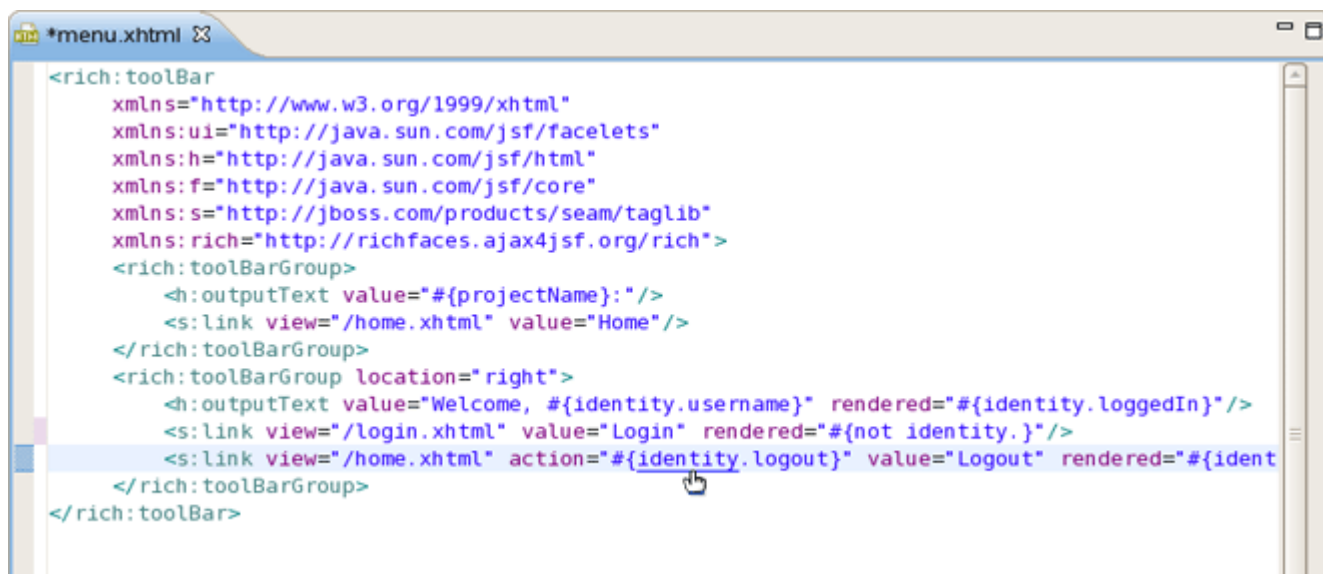 *menu.xhtml
<rich:toolBar
xmlns="http://www.w3.org/1999/xhtml"
xmlns:ui="http://java.sun.com/jsf/facelets"
xmlns:h="http://java.sun.com/jsf/html"
xmlns:f="http://java.sun.com/jsf/core"
xmlns:s="http://jboss.com/products/seam/taglib"
xmlns:rich="http://richfaces.ajax4jsf.org/rich">
<rich:toolBarGroup>
<h:outputText value="#{projectName}:"/>
<s:link view="/home.xhtml" value="Home"/>
</rich:toolBarGroup>
<rich:toolBarGroup location="right">
<h:outputText value="Welcome, #{identity.username}" rendered="#{identity.loggedIn}"/>
<s:link view="/login.xhtml" value="Login" rendered="#{not identity.}"/>
<s:link view="/home.xhtml" action="#{identity.logout}" value="Logout" rendered="#{ident
</rich:toolBarGroup>
</rich:toolBar>